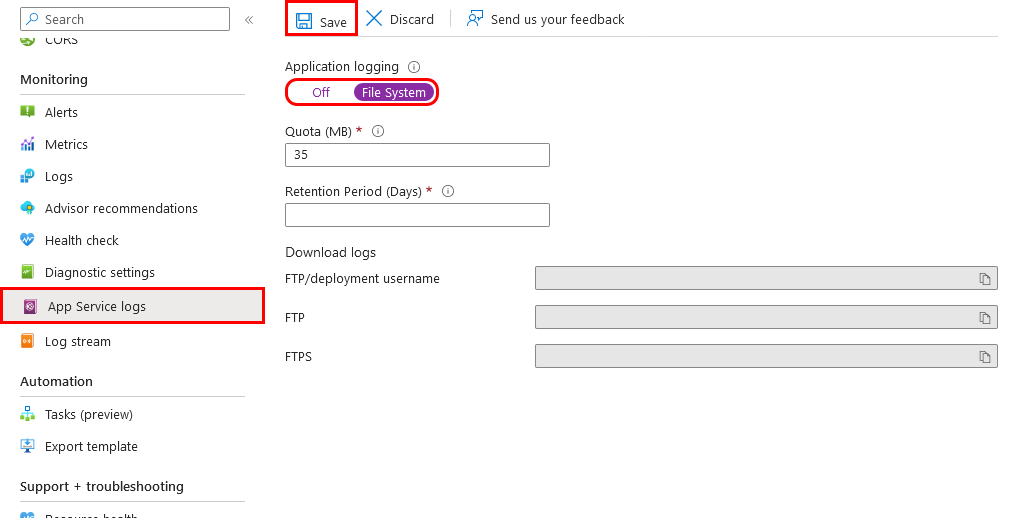 Search
CORS
Monitoring
Alerts
Metrics
Logs
Advisor recommendations
Health check
Diagnostic settings
App Service logs
Log stream
Automation
Tasks (preview)
Export template
Support + troubleshooting
Resource health
Save
Discard
Send us your feedback
Application logging
Off
File System
Quota (MB) *
35
Retention Period (Days) *
Download logs
FTP/deployment username
FTP
FTPS